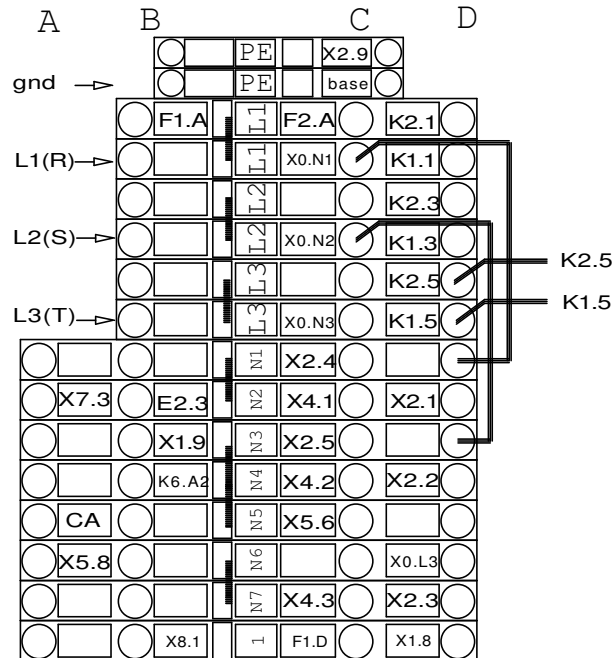 A B C D
PE X2.9
gnd PE base
F1.A L1 F2.A K2.1
L1(R) L1 X0.N1 K1.1
L2 K2.3
L2(S) L2 X0.N2 K1.3
L3 K2.5 K2.5
L3(T) L3 X0.N3 K1.5 K1.5
N1 X2.4
X7.3 E2.3 N2 X4.1 X2.1
X1.9 N3 X2.5
K6.A2 N4 X4.2 X2.2
CA N5 X5.6
X5.8 N6 X0.L3
N7 X4.3 X2.3
X8.1 1 F1.D X1.8